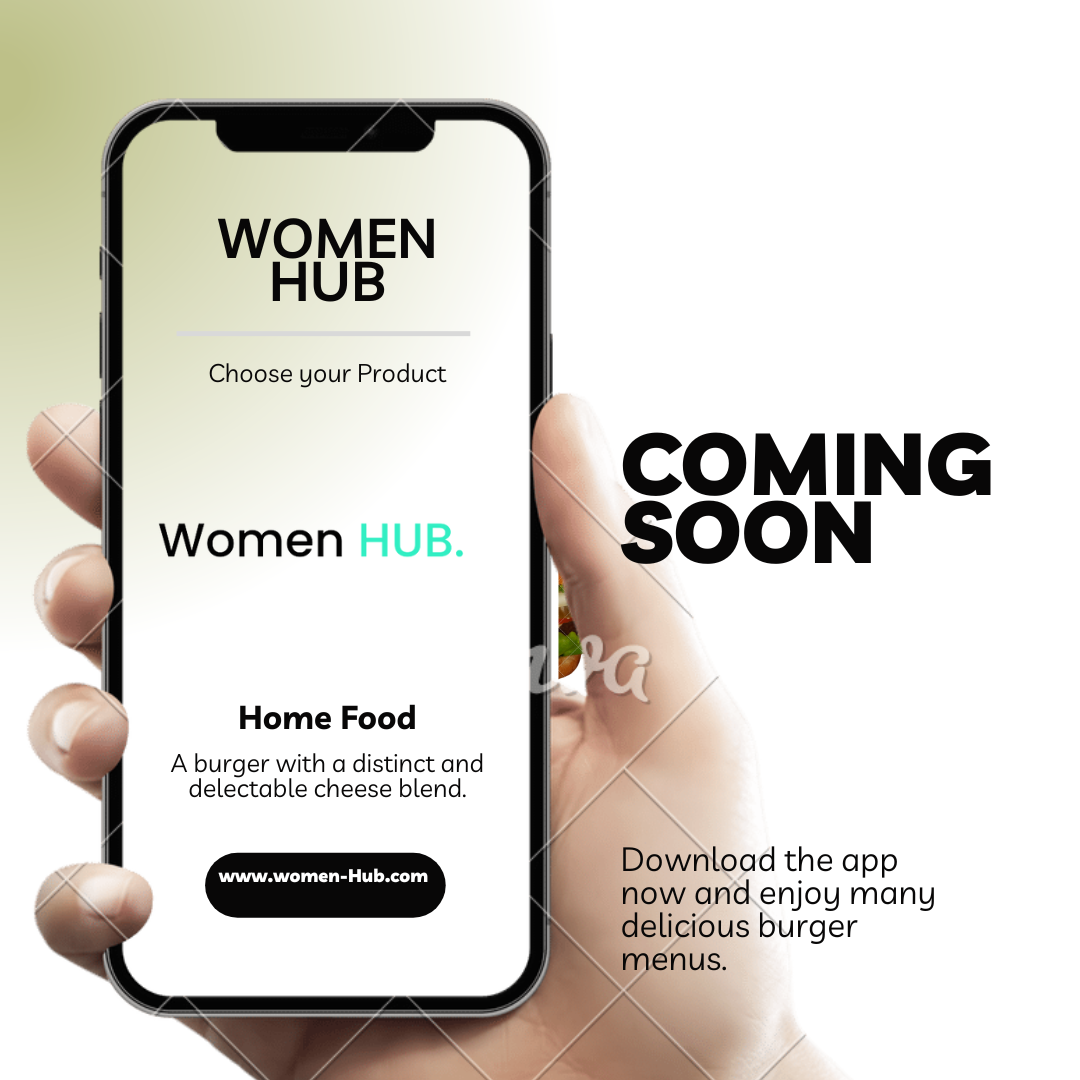 WOMEN
HUB
Choose your Product
Women HUB.
Home Food
A burger with a distinct and
delectable cheese blend.
www.women-Hub.com
COMING
SOON
Download the app
now and enjoy many
delicious burger
menus.